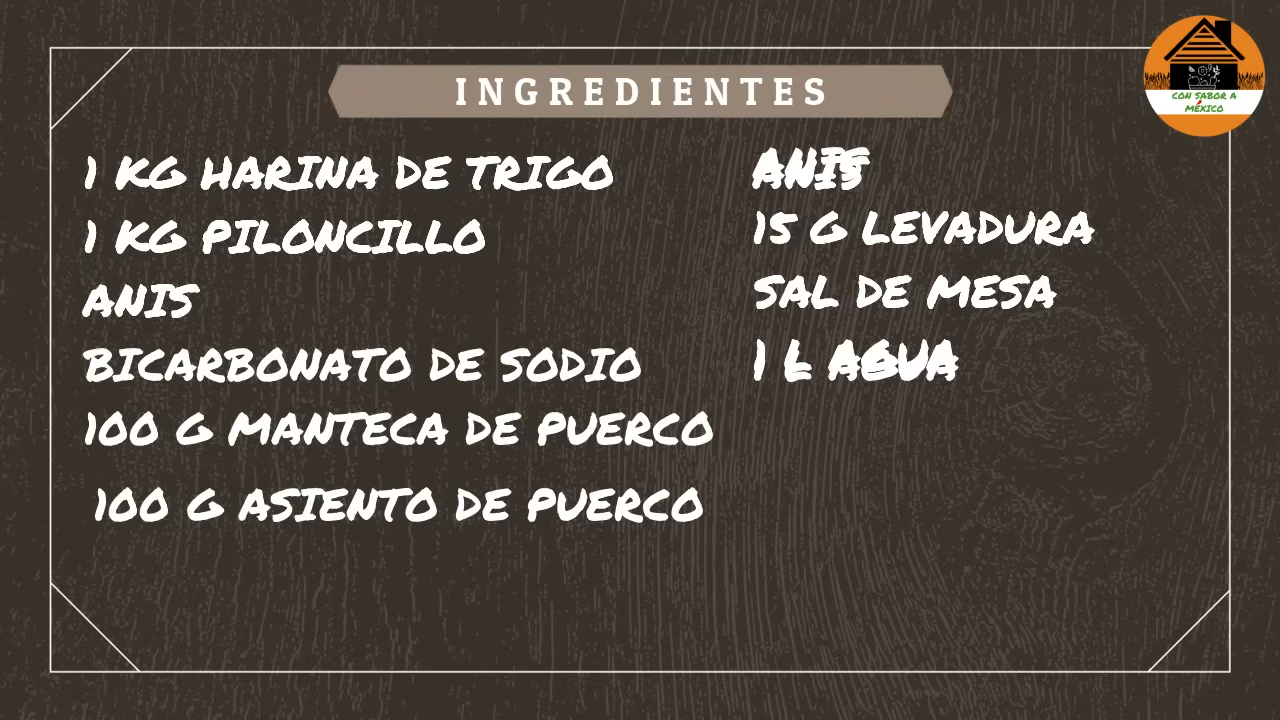 INGREDIENTES
CON SABOR A
MÉXICO
1 KG HARINA DE TRIGO
1 KG PILONCILLO
ANIS
BICARBONATO DE SODIO
100 G MANTECA DE PUERCO
100 G ASIENTO DE PUERCO
ANIS
15 G LEVADURA
SAL DE MESA
1 L AGUA